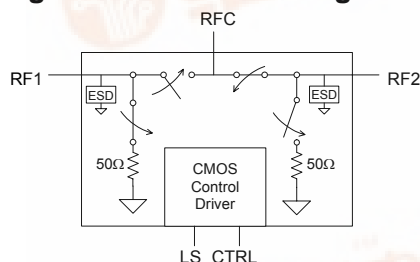 RFC
RF1
RF2
ESD
ESD
50Ω
50Ω
CMOS
Control
Driver
LS CTRL